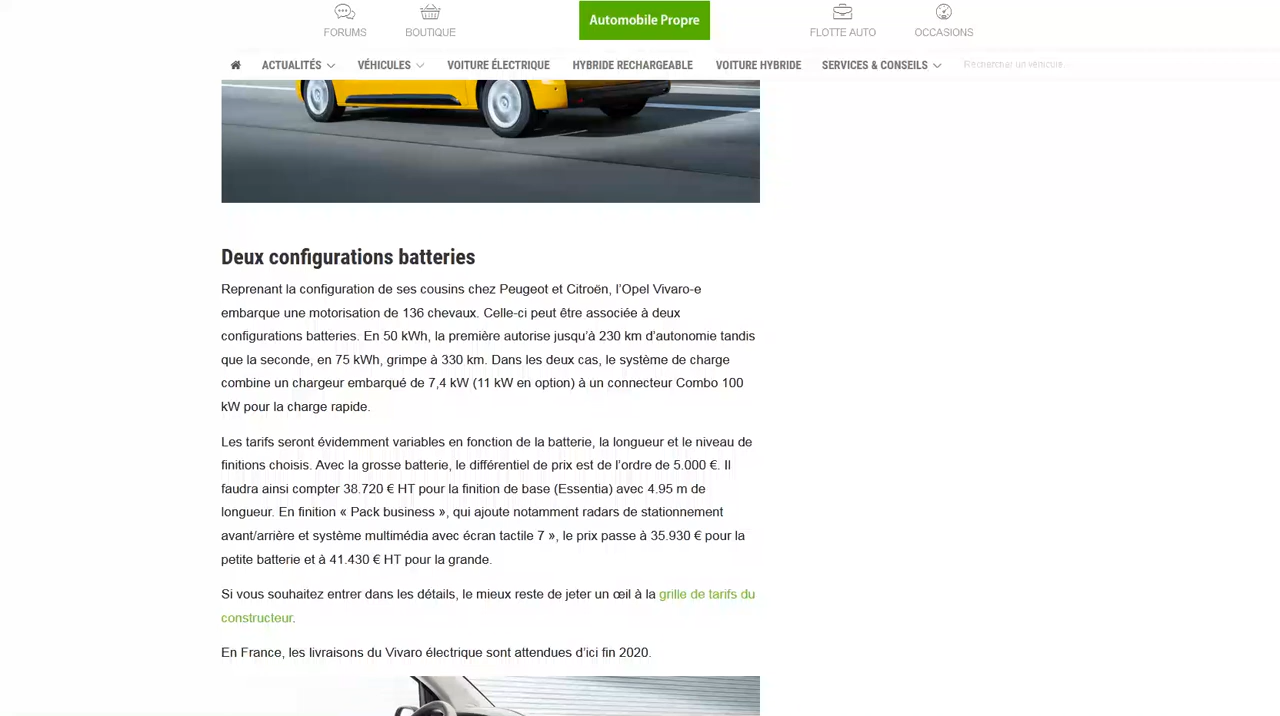 FORUMS
BOUTIQUE
Automobile Propre
FLOTTE AUTO
OCCASIONS
ACTUALITÉS
VÉHICULES
VOITURE ÉLECTRIQUE
HYBRIDE RECHARGEABLE
VOITURE HYBRIDE
SERVICES & CONSEILS
Rechercher un véhicule.
Deux configurations batteries
Reprenant la configuration de ses cousins chez Peugeot et Citroën, l’Opel Vivaro-e
embarque une motorisation de 136 chevaux. Celle-ci peut être associée à deux
configurations batteries. En 50 kWh, la première autorise jusqu’à 230 km d’autonomie tandis
que la seconde, en 75 kWh, grimpe à 330 km. Dans les deux cas, le système de charge
combine un chargeur embarqué de 7,4 kW (11 kW en option) à un connecteur Combo 100
kW pour la charge rapide.
Les tarifs seront évidemment variables en fonction de la batterie, la longueur et le niveau de
finitions choisis. Avec la grosse batterie, le différentiel de prix est de l’ordre de 5.000 €. Il
faudra ainsi compter 38.720 € HT pour la finition de base (Essentia) avec 4.95 m de
longueur. En finition « Pack business », qui ajoute notamment radars de stationnement
avant/arrière et système multimédia avec écran tactile 7 », le prix passe à 35.930 € pour la
petite batterie et à 41.430 € HT pour la grande.
Si vous souhaitez entrer dans les détails, le mieux reste de jeter un œil à la grille de tarifs du
constructeur.
En France, les livraisons du Vivaro électrique sont attendues d’ici fin 2020.